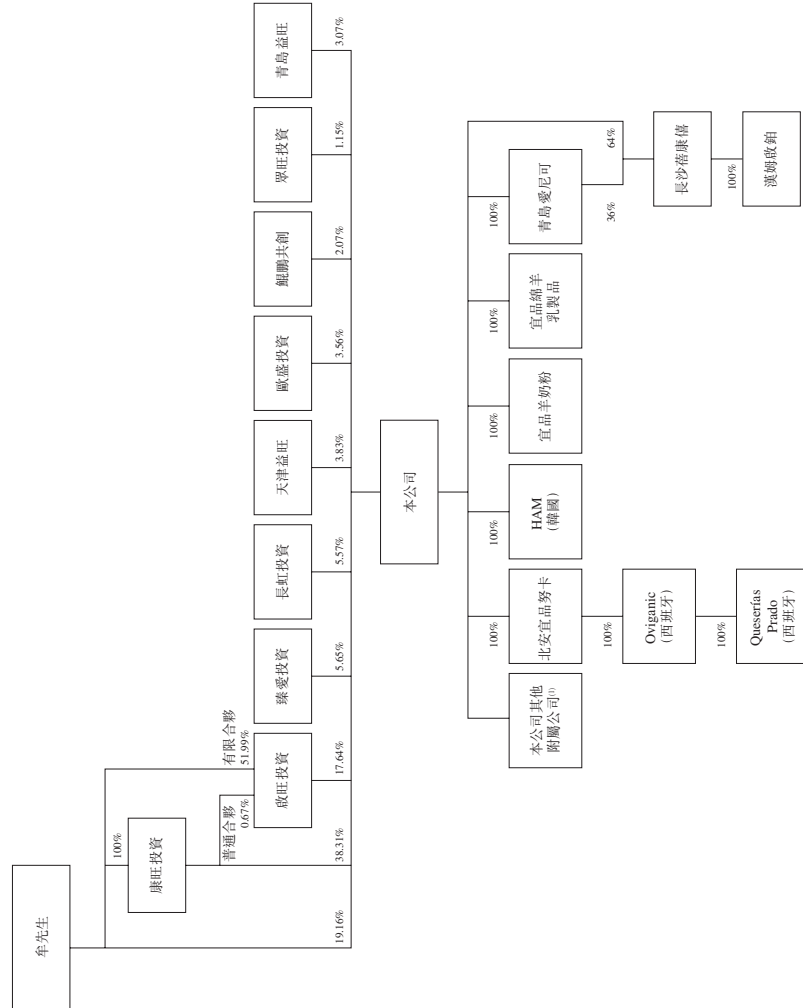 牟先生
100%
康旺投資
有限合夥
51.99%
普通合夥
0.67%
啟旺投資
臻愛投資
長虹投資
天津益旺
歐盛投資
鯤鵬共創
眾旺投資
青島益旺
19.16%
38.31%
17.64%
5.65%
5.57%
3.83%
3.56%
2.07%
1.15%
3.07%
本公司
100%
100%
100%
100%
100%
本公司其他
附屬公司(1)
北安宜品努卡
HAM
(韓國)
宜品羊奶粉
宜品綿羊
乳製品
青島愛尼可
100%
36%
64%
Oviganic
(西班牙)
長沙蓓康僖
100%
100%
Queserías
Prado
(西班牙)
漢姆啟鉑